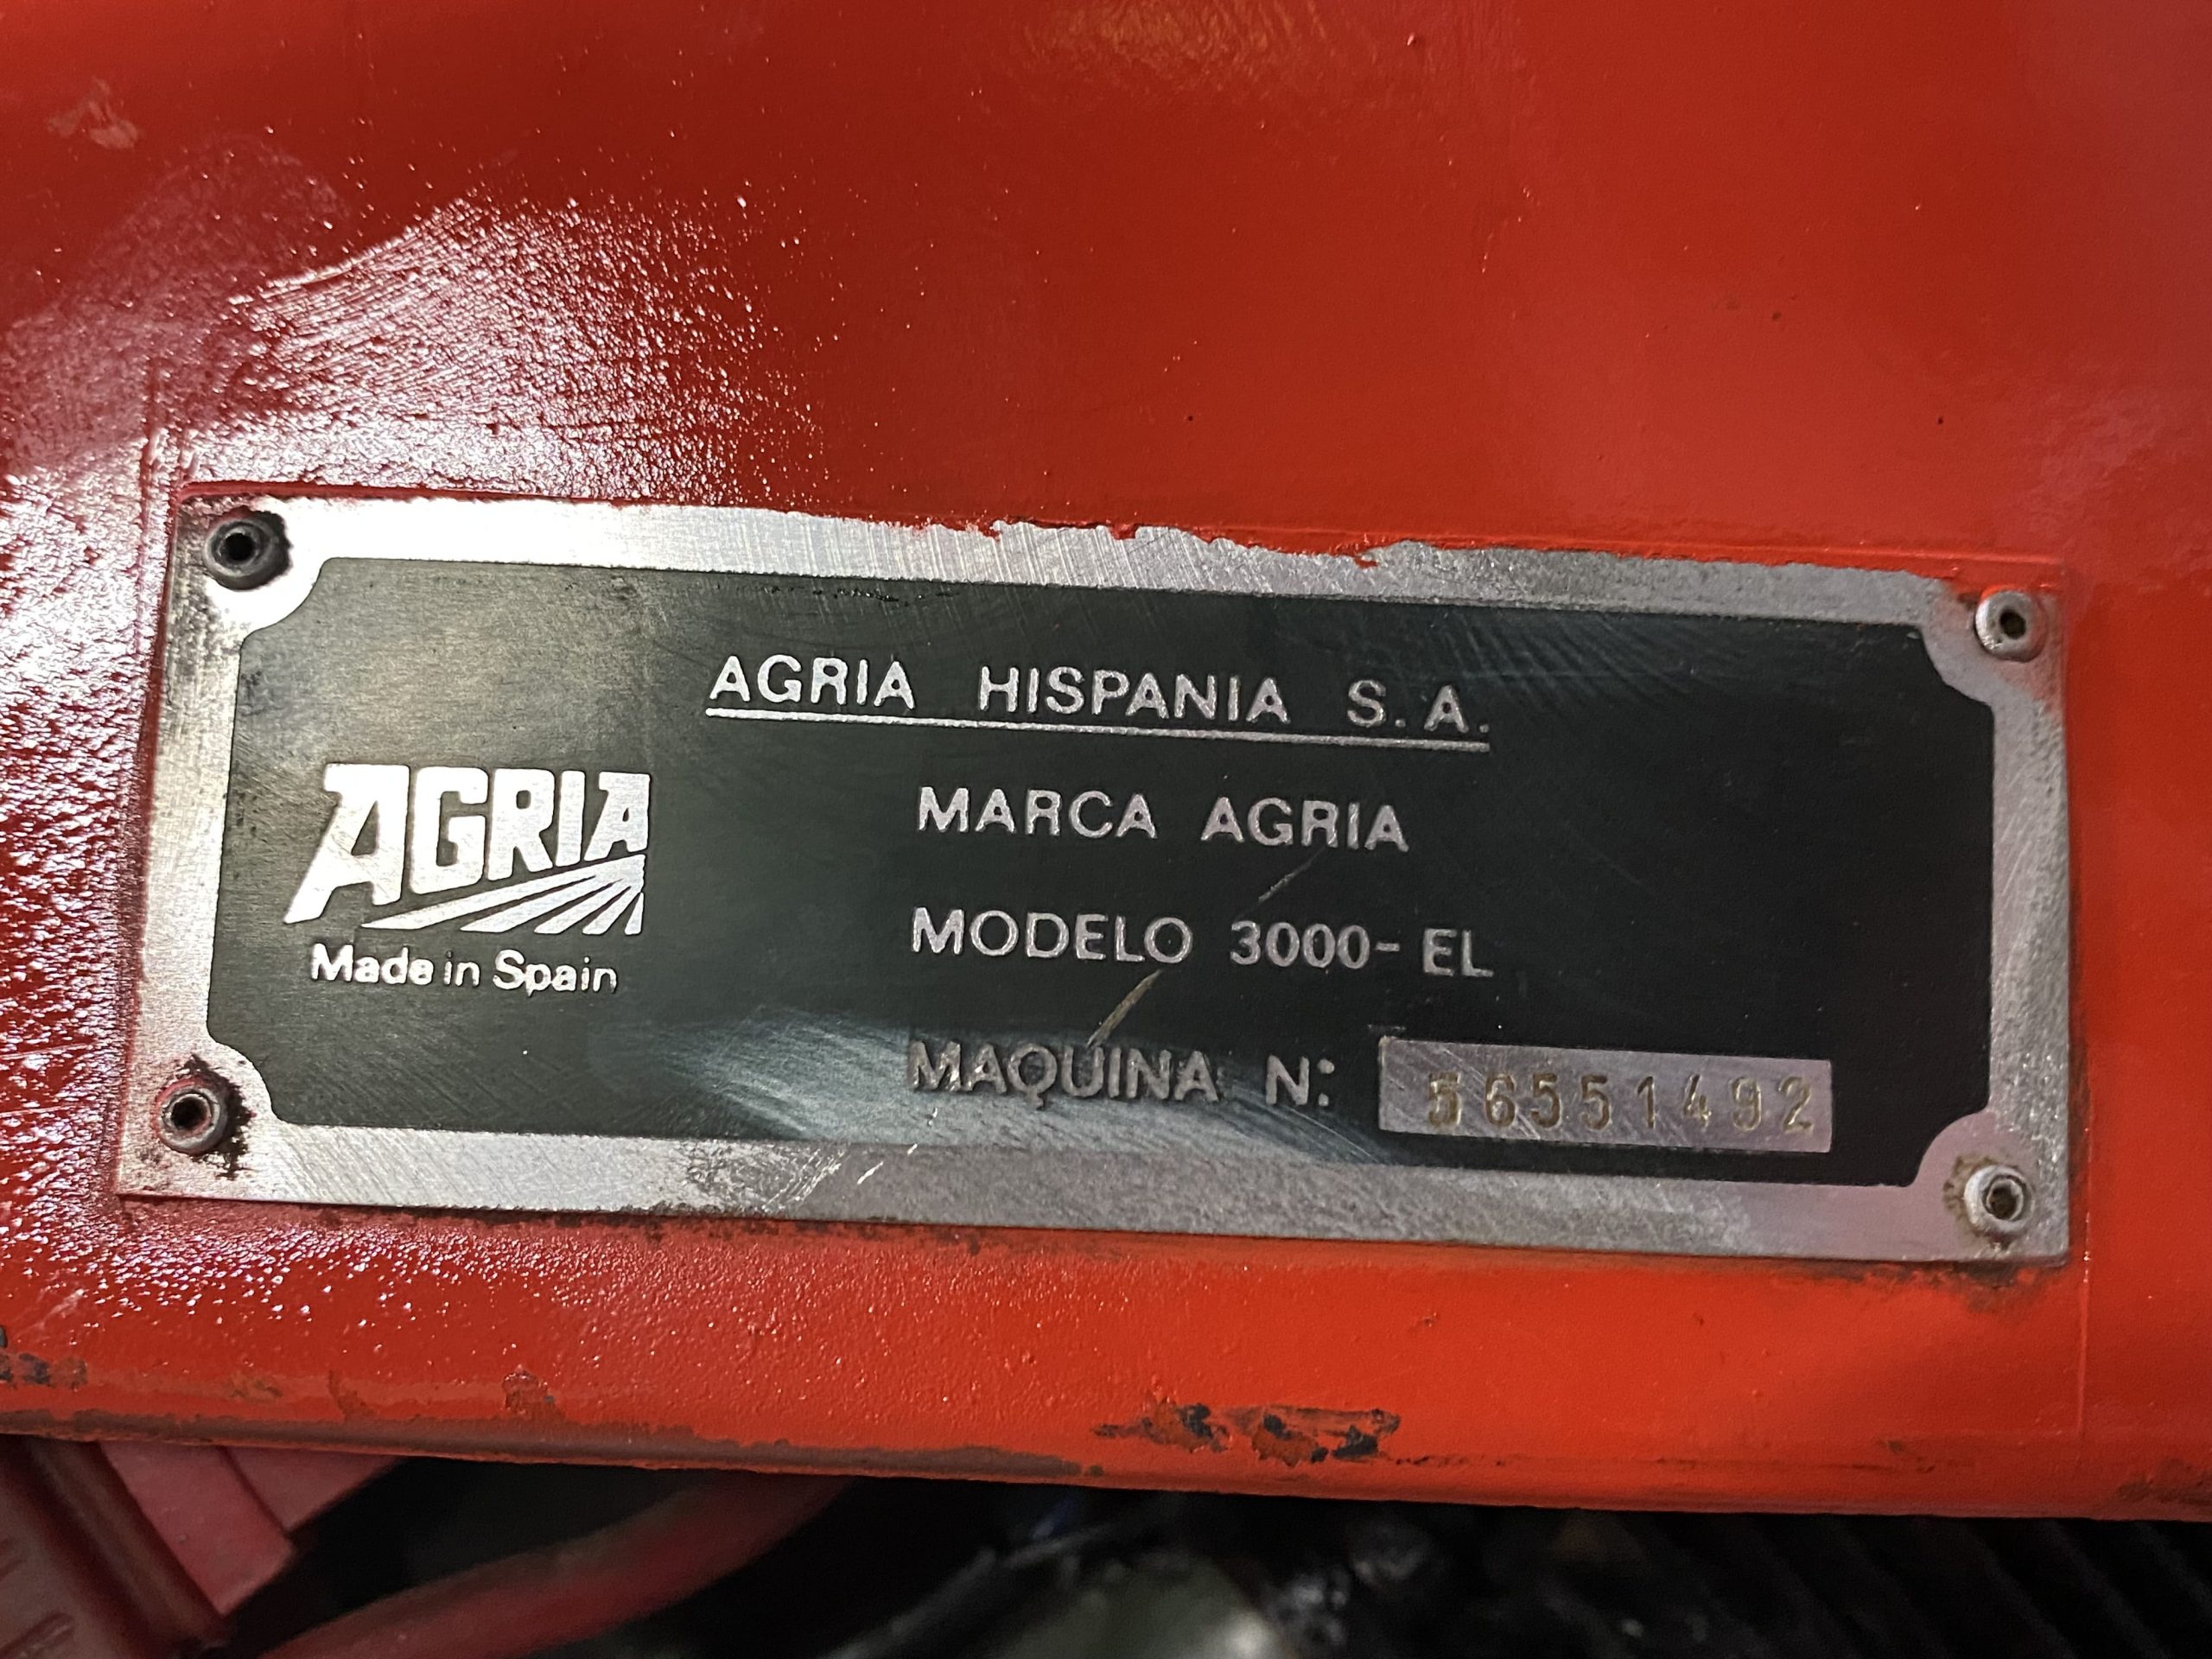 AGRIA HISPANIA S.A.
AGRIA
Made in Spain
MARCA AGRIA
MODELO 3000-EL
MAQUINA N: 56551492